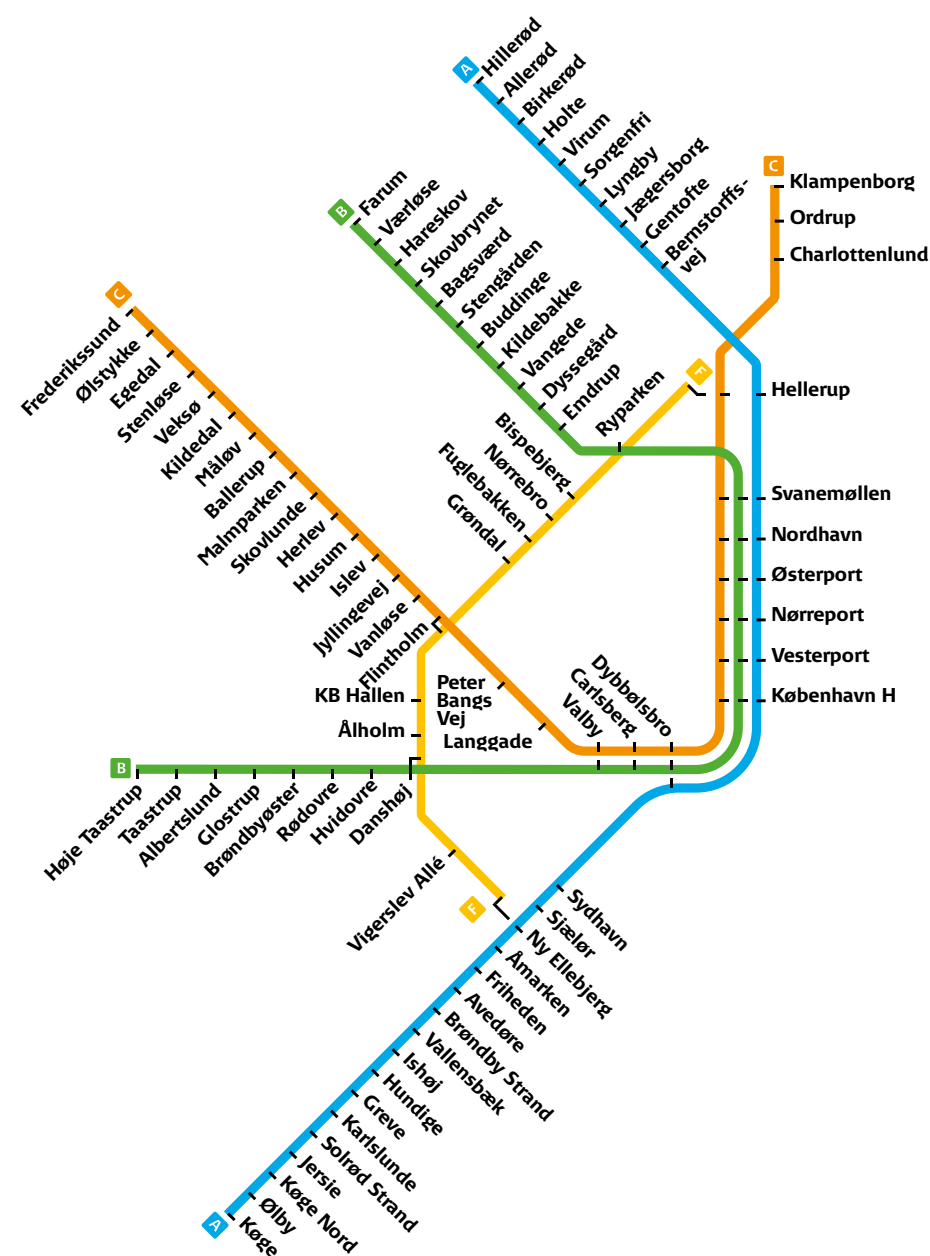 A
Hillerød
Allerød
Birkerød
Holte
Virum
Sorgenfri
Lyngby
Jægersborg
Gentofte
Bernstorffs-
vej
C
Klampenborg
Ordrup
Charlottenlund
B
Farum
Værløse
Hareskov
Skovbrynet
Bagsværd
Stengården
Buddinge
Kildebakke
Vangede
Dyssegård
Emdrup
Ryparken
F
Hellerup
C
Frederikssund
Ølstykke
Egedal
Stenløse
Veksø
Kildedal
Måløv
Ballerup
Malmparken
Skovlunde
Herlev
Husum
Islev
Jyllingevej
Vanløse
Flintholm
Bispebjerg
Nørrebro
Fuglebakken
Grøndal
Svanemøllen
Nordhavn
Østerport
Nørreport
Vesterport
København H
KB Hallen
Ålholm
Peter
Bangs
Vej
Langgade
Valby
Carlsberg
Dybbølsbro
B
Høje Taastrup
Taastrup
Albertslund
Glostrup
Brøndbyøster
Rødovre
Hvidovre
Danshøj
Vigerslev Allé
F
Sydhavn
Sjælør
Ny Ellebjerg
Åmarken
Friheden
Avedøre
Brøndby Strand
Vallensbæk
Ishøj
Hundige
Greve
Karlslunde
Solrød Strand
Jersie
Køge Nord
Ølby
Køge
A